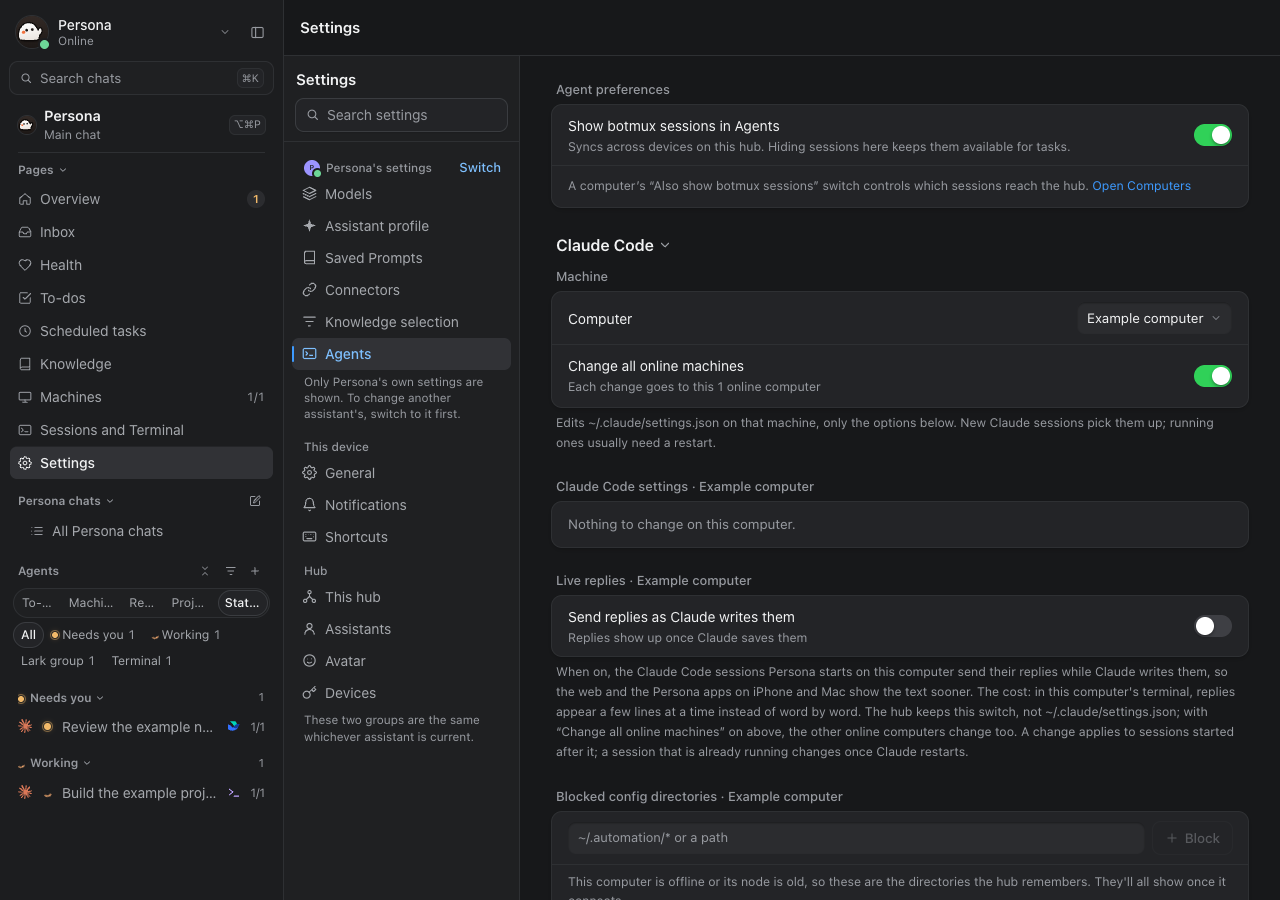 Persona
Online
Search chats
⌘K
Persona
Main chat
⌥⌘P
Pages
Overview
1
Inbox
Health
To-dos
Scheduled tasks
Knowledge
Machines
1/1
Sessions and Terminal
Settings
Persona chats
All Persona chats
Agents
To-...
Machi...
Re...
Proj...
Stat...
All
Needs you 1
Working 1
Lark group 1
Terminal 1
Needs you
1
Review the example n...
1/1
Working
1
Build the example proj...
1/1
Settings
Settings
Search settings
P
Persona's settings
Switch
Models
Assistant profile
Saved Prompts
Connectors
Knowledge selection
Agents
Only Persona's own settings are
shown. To change another
assistant's, switch to it first.
This device
General
Notifications
Shortcuts
Hub
This hub
Assistants
Avatar
Devices
These two groups are the same
whichever assistant is current.
Agent preferences
Show botmux sessions in Agents
Syncs across devices on this hub. Hiding sessions here keeps them available for tasks.
A computer's “Also show botmux sessions” switch controls which sessions reach the hub. Open Computers
Claude Code
Machine
Computer
Example computer
Change all online machines
Each change goes to this 1 online computer
Edits ~/.claude/settings.json on that machine, only the options below. New Claude sessions pick them up; running
ones usually need a restart.
Claude Code settings · Example computer
Nothing to change on this computer.
Live replies · Example computer
Send replies as Claude writes them
Replies show up once Claude saves them
When on, the Claude Code sessions Persona starts on this computer send their replies while Claude writes them, so
the web and the Persona apps on iPhone and Mac show the text sooner. The cost: in this computer's terminal, replies
appear a few lines at a time instead of word by word. The hub keeps this switch, not ~/.claude/settings.json; with
“Change all online machines” on above, the other online computers change too. A change applies to sessions started
after it; a session that is already running changes once Claude restarts.
Blocked config directories · Example computer
~/.automation/* or a path
+ Block
This computer is offline or its node is old, so these are the directories the hub remembers. They'll all show once it